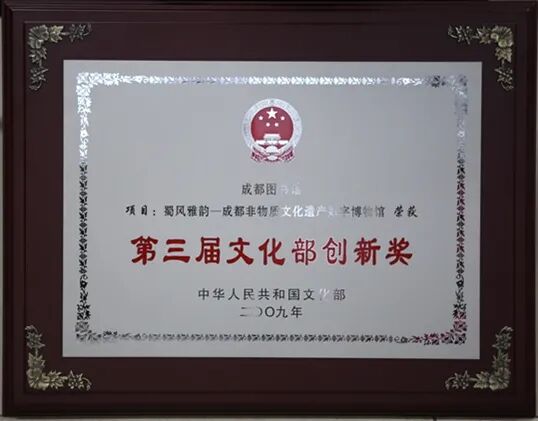 成都图书馆
项目：蜀风雅韵—成都非物质文化遗产数字博物馆 荣获
第三届文化部创新奖
中华人民共和国文化部
二〇〇九年